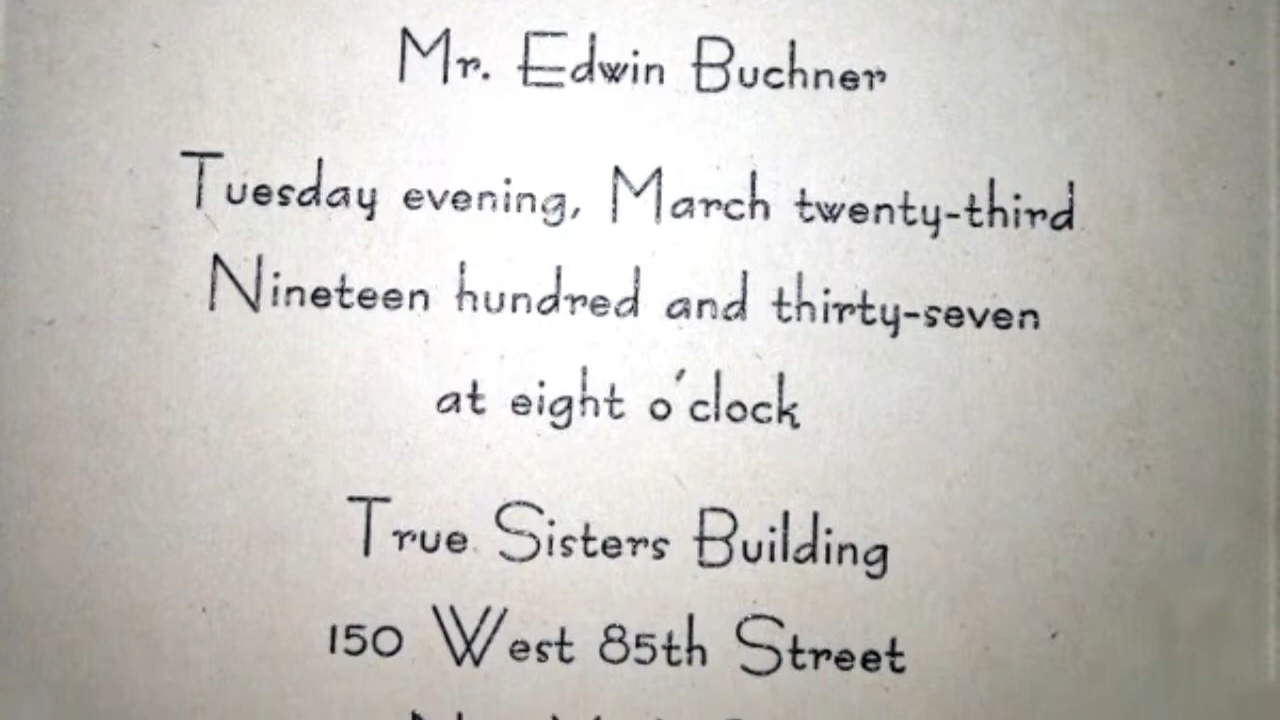 Mr. Edwin Buchner
Tuesday evening, March twenty-third
Nineteen hundred and thirty-seven
at eight o'clock
True Sisters Building
150 West 85th Street